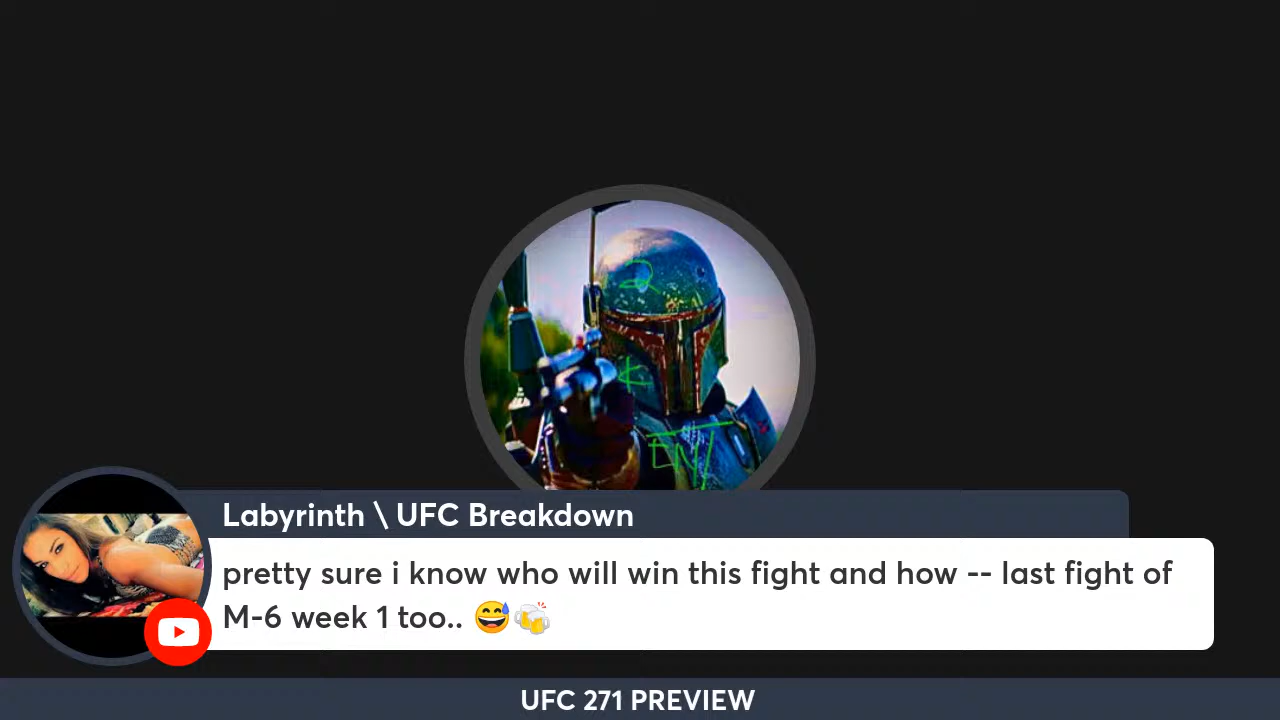 Labyrinth \ UFC Breakdown
pretty sure i know who will win this fight and how -- last fight of
M-6 week 1 too.. 😅🍻
UFC 271 PREVIEW